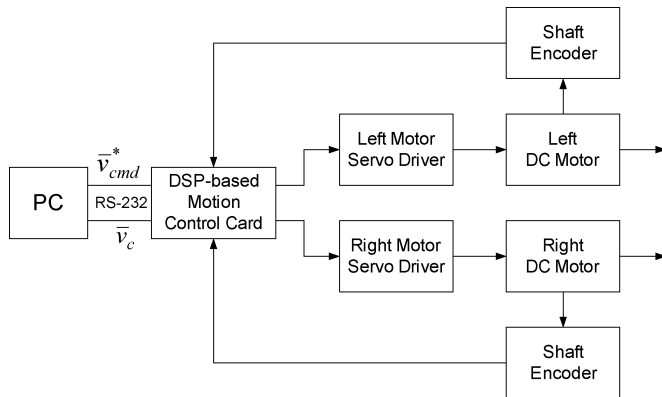 Shaft
Encoder
Left Motor
Servo Driver
Left
DC Motor
v̅*cmd
PC
RS-232
DSP-based
Motion
Control Card
v̅c
Right Motor
Servo Driver
Right
DC Motor
Shaft
Encoder